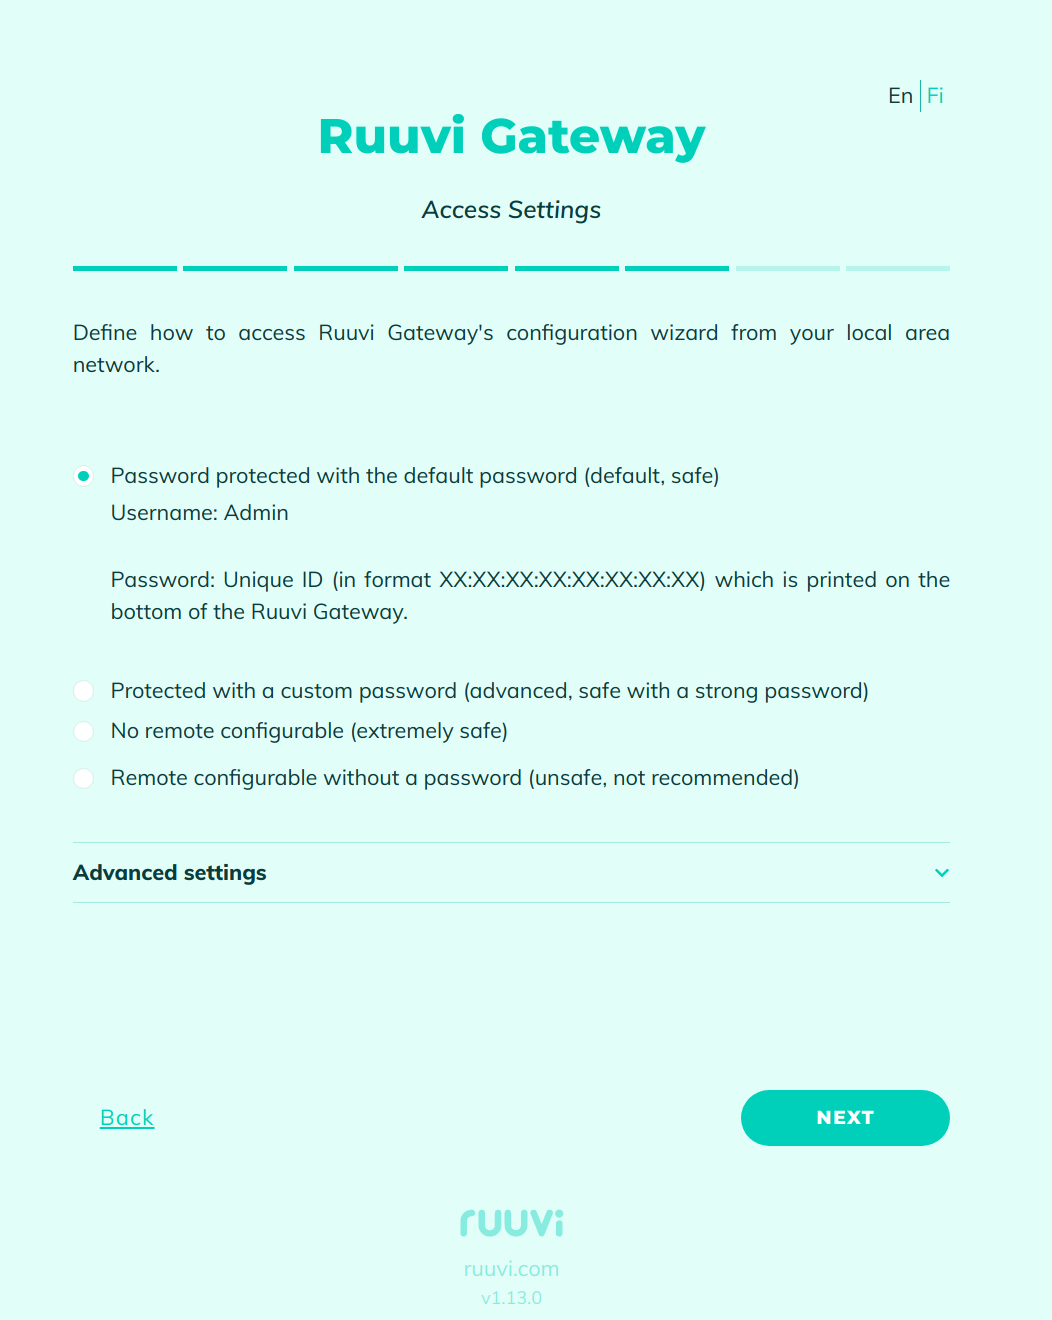 En Fi
Ruuvi Gateway
Access Settings
Define how to access Ruuvi Gateway's configuration wizard from your local area
network.
Password protected with the default password (default, safe)
Username: Admin
Password: Unique ID (in format XX:XX:XX:XX:XX:XX:XX:XX) which is printed on the
bottom of the Ruuvi Gateway.
Protected with a custom password (advanced, safe with a strong password)
No remote configurable (extremely safe)
Remote configurable without a password (unsafe, not recommended)
Advanced settings
Back
NEXT
ruuvi
ruuvi.com
v1.13.0